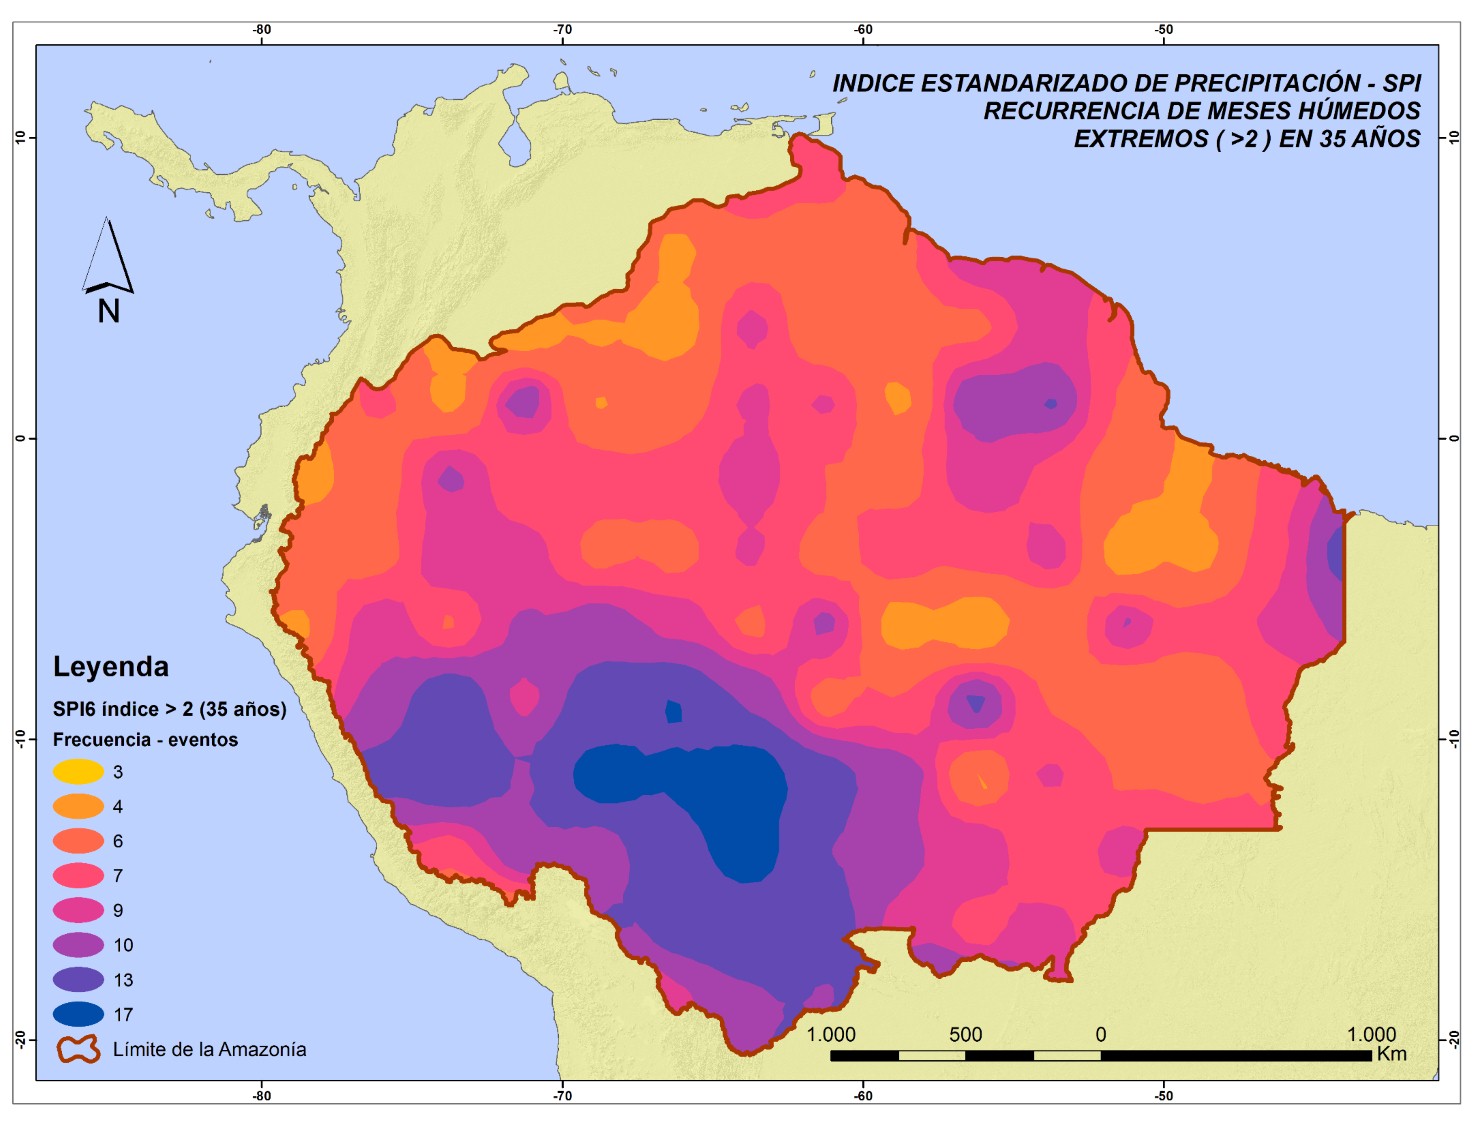 -80 -70 -60 -50
INDICE ESTANDARIZADO DE PRECIPITACIÓN - SPI
RECURRENCIA DE MESES HÚMEDOS
EXTREMOS ( >2 ) EN 35 AÑOS
10 10
N
0 0
Leyenda
SPI6 índice > 2 (35 años)
Frecuencia - eventos
-10 -10
3
4
6
7
9
10
13
17
Límite de la Amazonía
1.000 500 0 1.000
Km
-20 -20
-80 -70 -60 -50